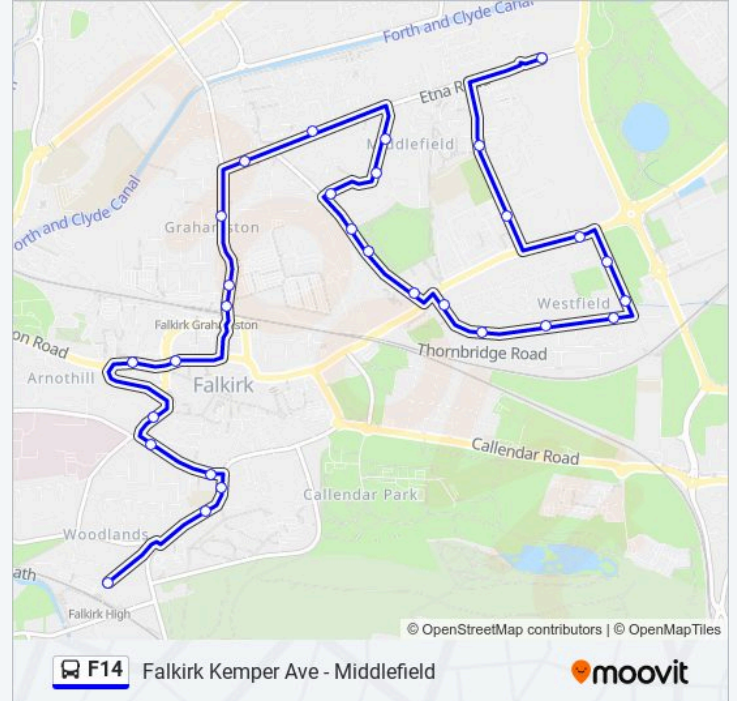 Forth and Clyde Canal
Etna R
Middlefield
orth and Clyde Canal
Grahamston
Westfield
Falkirk Grahamston
on Road
Thornbridge Road
Arnothill
Falkirk
Callendar Road
Callendar Park
Woodlands
ath
Falkirk High
© OpenStreetMap contributors | © OpenMapTiles
F14 Falkirk Kemper Ave - Middlefield
moovit